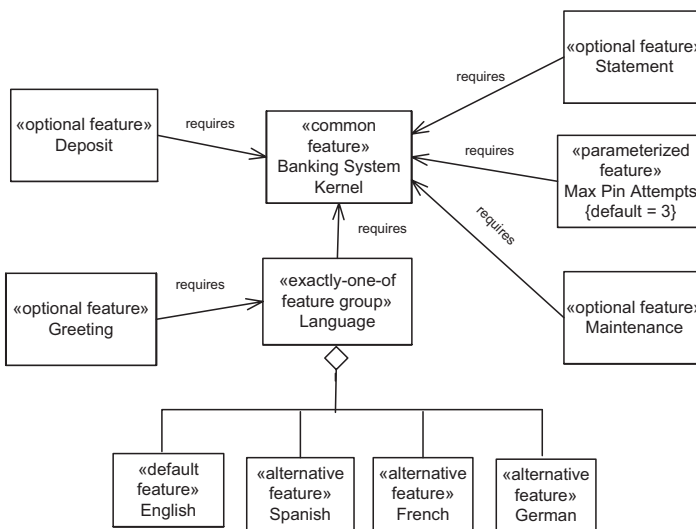 «optional feature»
Statement
requires
«optional feature»
Deposit
requires
«common
feature»
Banking System
Kernel
requires
«parameterized
feature»
Max Pin Attempts
{default = 3}
requires
requires
«optional feature»
Greeting
requires
«exactly-one-of
feature group»
Language
«optional feature»
Maintenance
«default
feature»
English
«alternative
feature»
Spanish
«alternative
feature»
French
«alternative
feature»
German